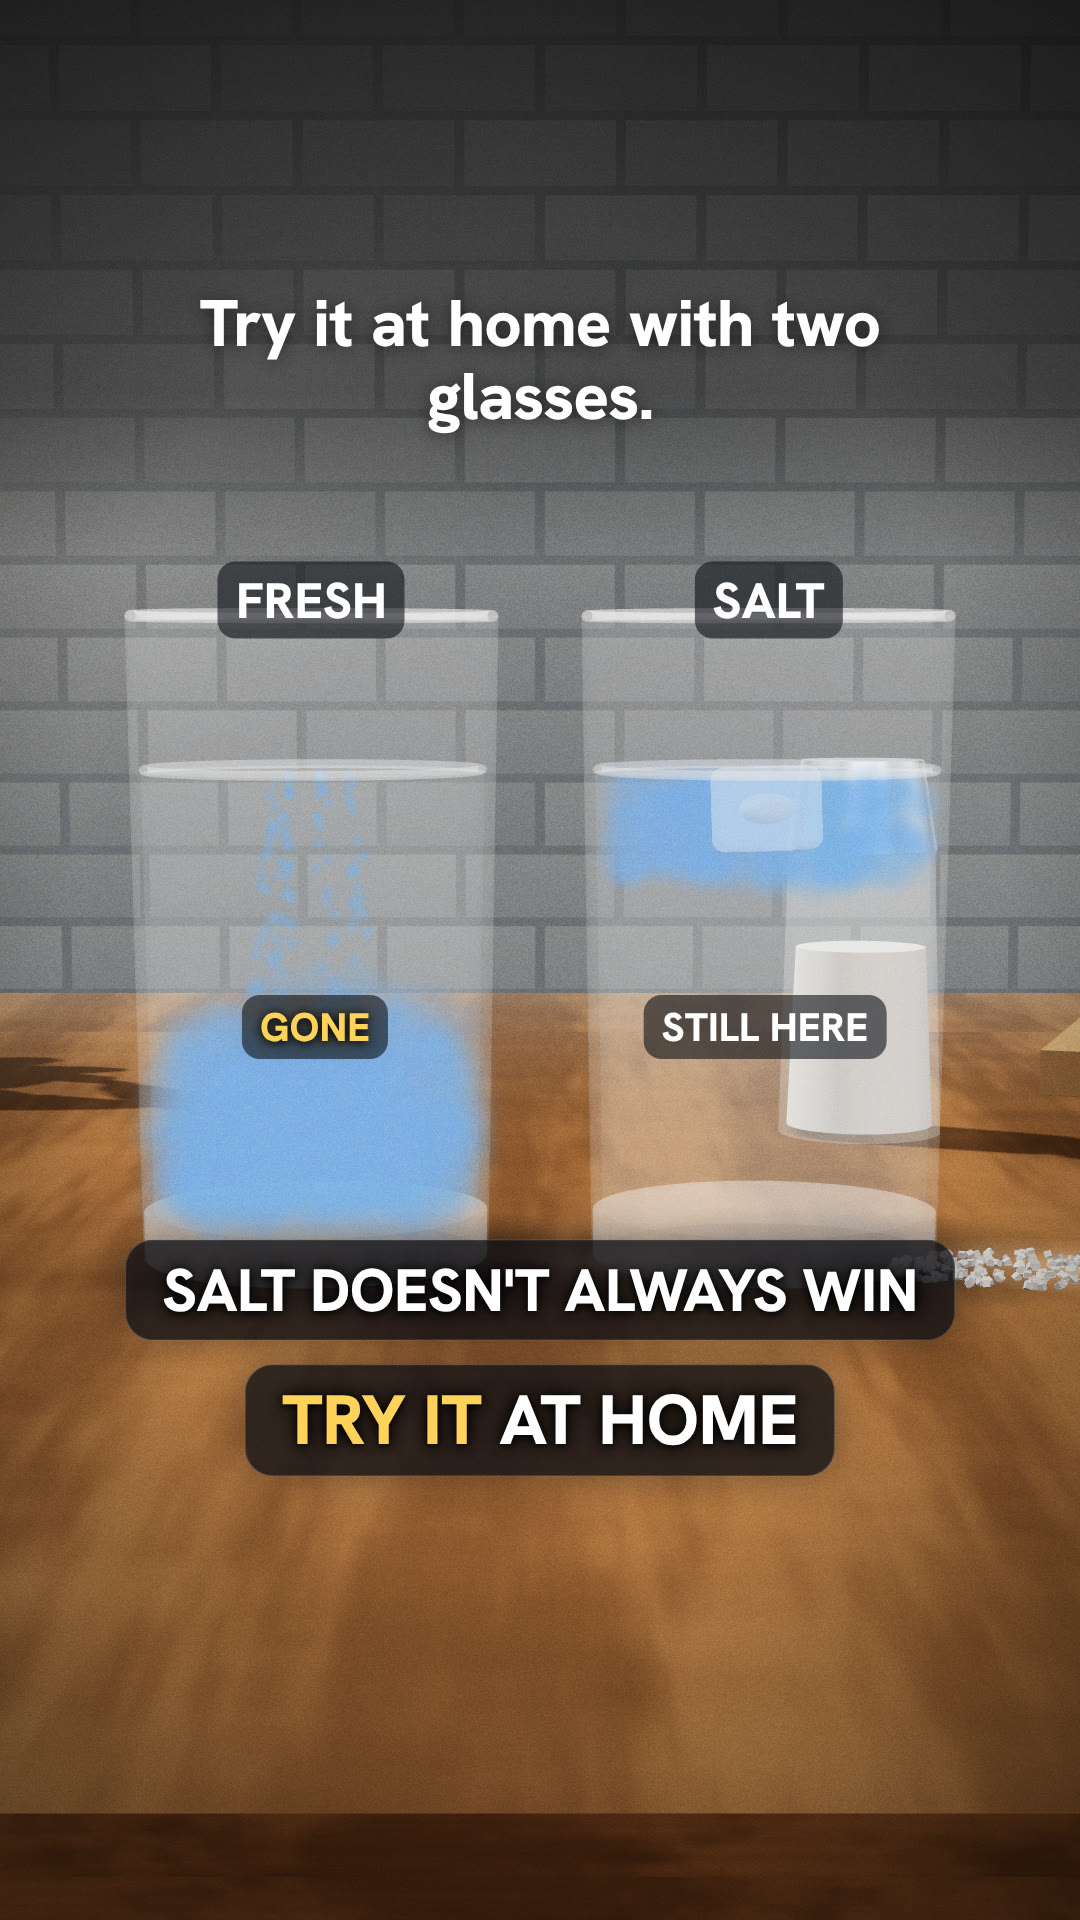 Try it at home with two
glasses.
FRESH
SALT
GONE
STILL HERE
SALT DOESN'T ALWAYS WIN
TRY IT AT HOME